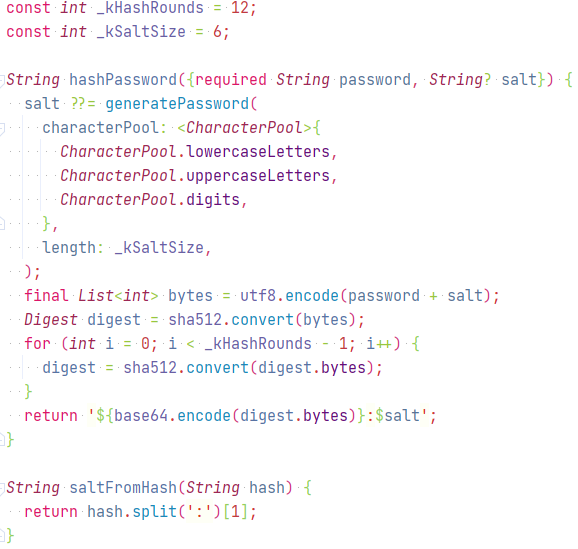 const int _kHashRounds = 12;
const int _kSaltSize = 6;
String hashPassword({required String password, String? salt}) {
  salt ??= generatePassword(
    characterPool: <CharacterPool>{
      CharacterPool.lowercaseLetters,
      CharacterPool.uppercaseLetters,
      CharacterPool.digits,
    },
    length: _kSaltSize,
  );
  final List<int> bytes = utf8.encode(password + salt);
  Digest digest = sha512.convert(bytes);
  for (int i = 0; i < _kHashRounds - 1; i++) {
    digest = sha512.convert(digest.bytes);
  }
  return '${base64.encode(digest.bytes)}:$salt';
}
String saltFromHash(String hash) {
  return hash.split(':')[1];
}